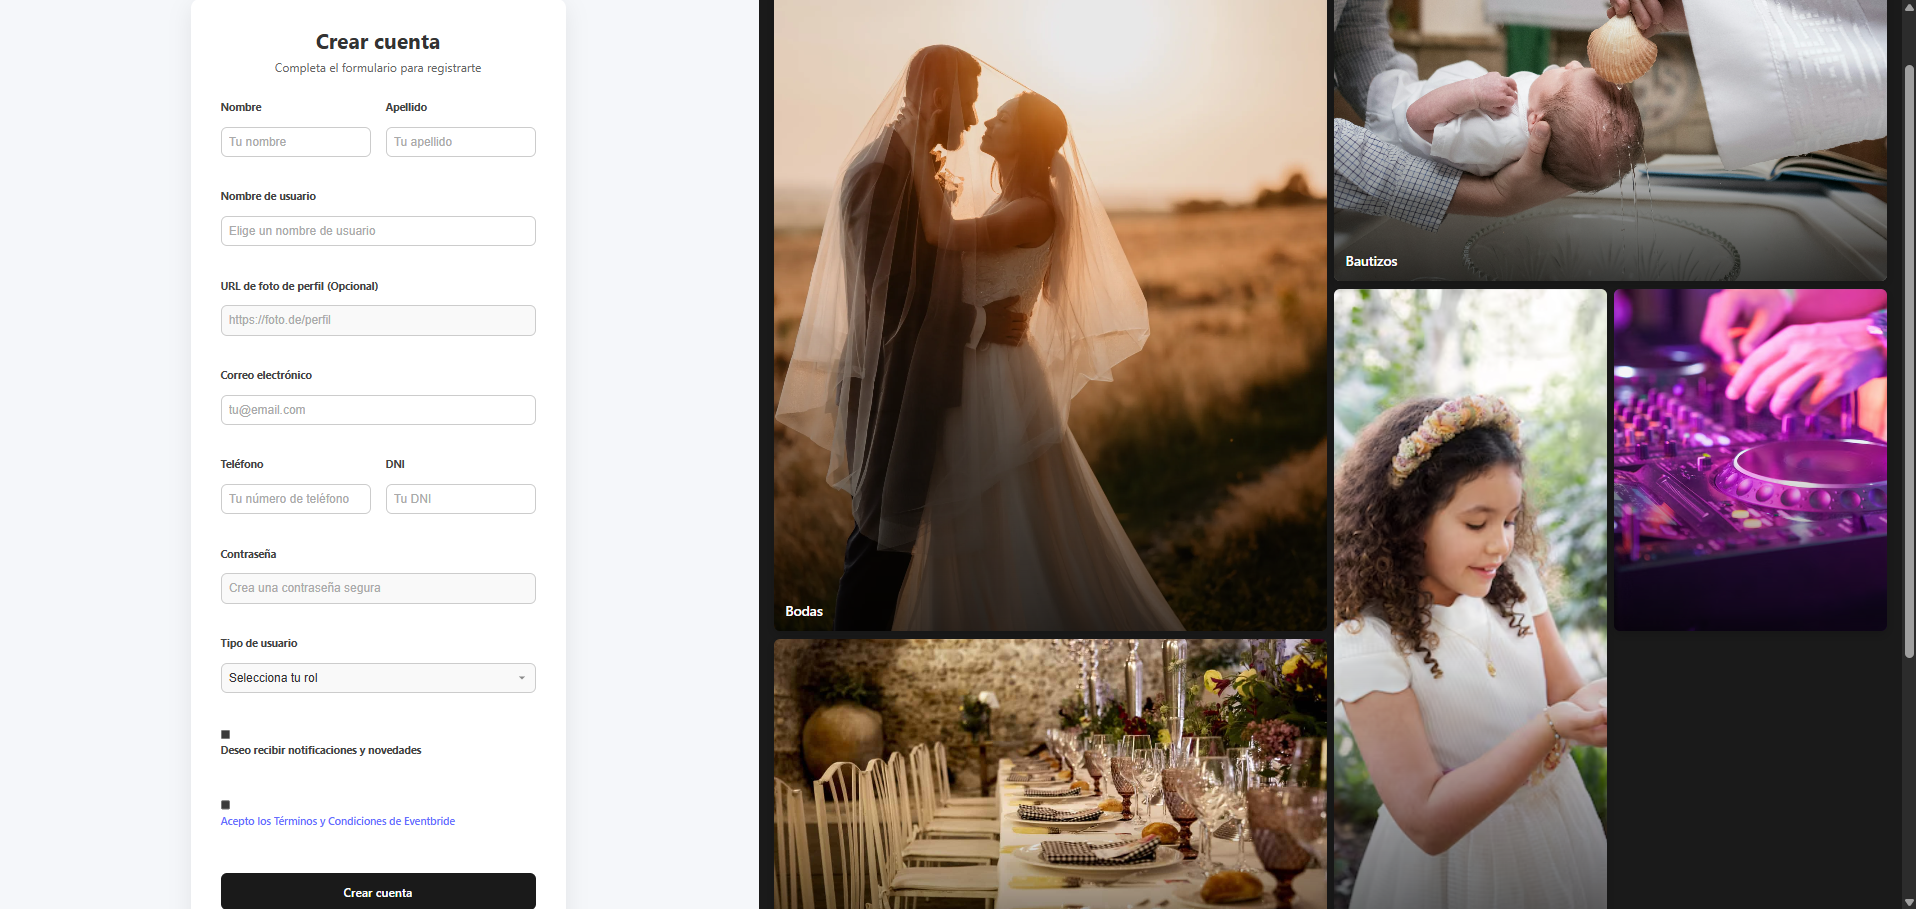 Crear cuenta
Completa el formulario para registrarte
Nombre
Apellido
Tu nombre
Tu apellido
Nombre de usuario
Elige un nombre de usuario
URL de foto de perfil (Opcional)
https://foto.de/perfil
Correo electrónico
tu@email.com
Teléfono
DNI
Tu número de teléfono
Tu DNI
Contraseña
Crea una contraseña segura
Tipo de usuario
Selecciona tu rol
Deseo recibir notificaciones y novedades
Acepto los Términos y Condiciones de Eventbride
Crear cuenta
Bodas
Bautizos